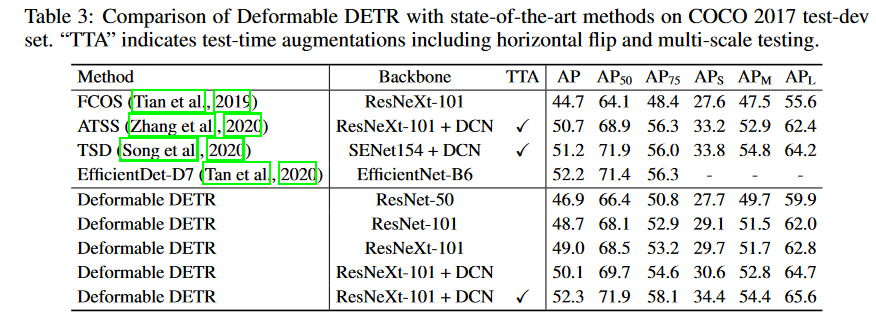 Table 3: Comparison of Deformable DETR with state-of-the-art methods on COCO 2017 test-dev
set. “TTA” indicates test-time augmentations including horizontal flip and multi-scale testing.
Method Backbone TTA AP AP50 AP75 APS APM APL
FCOS (Tian et al., 2019) ResNeXt-101 44.7 64.1 48.4 27.6 47.5 55.6
ATSS (Zhang et al., 2020) ResNeXt-101 + DCN ✓ 50.7 68.9 56.3 33.2 52.9 62.4
TSD (Song et al., 2020) SENet154 + DCN ✓ 51.2 71.9 56.0 33.8 54.8 64.2
EfficientDet-D7 (Tan et al., 2020) EfficientNet-B6 52.2 71.4 56.3 - - -
Deformable DETR ResNet-50 46.9 66.4 50.8 27.7 49.7 59.9
Deformable DETR ResNet-101 48.7 68.1 52.9 29.1 51.5 62.0
Deformable DETR ResNeXt-101 49.0 68.5 53.2 29.7 51.7 62.8
Deformable DETR ResNeXt-101 + DCN 50.1 69.7 54.6 30.6 52.8 64.7
Deformable DETR ResNeXt-101 + DCN ✓ 52.3 71.9 58.1 34.4 54.4 65.6